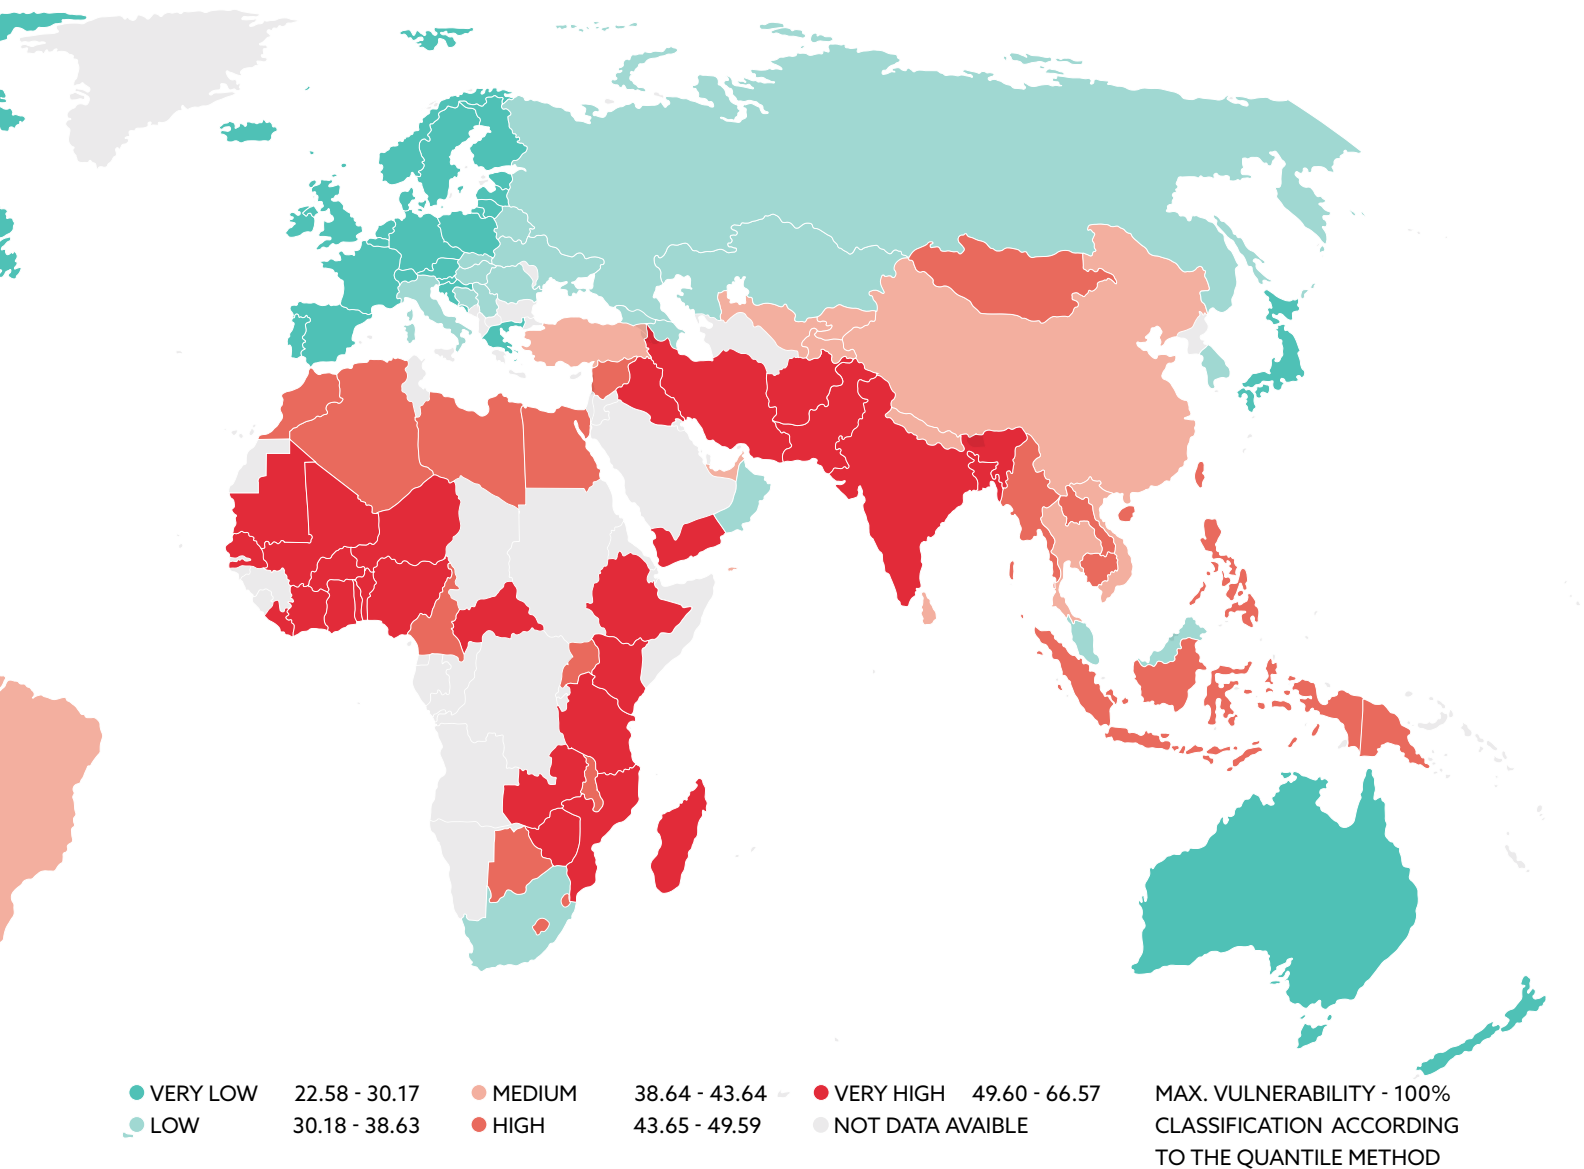 VERY LOW 22.58 - 30.17
LOW 30.18 - 38.63
MEDIUM 38.64 - 43.64
HIGH 43.65 - 49.59
VERY HIGH 49.60 - 66.57
NOT DATA AVAIBLE
MAX. VULNERABILITY - 100%
CLASSIFICATION ACCORDING
TO THE QUANTILE METHOD